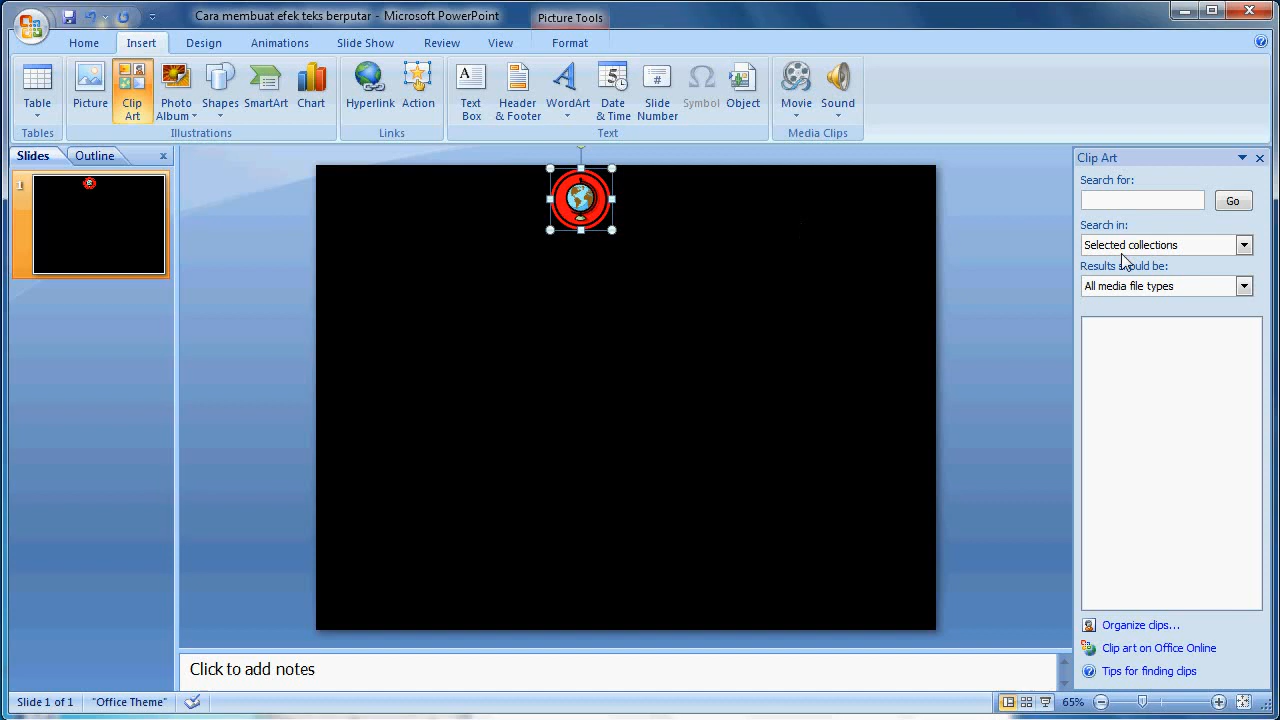 Cara membuat efek teks berputar - Microsoft PowerPoint
Picture Tools
Home Insert Design Animations Slide Show Review View Format
Table Picture Clip Art Photo Album Shapes SmartArt Chart Hyperlink Action Text Box Header & Footer WordArt Date & Time Slide Number Symbol Object Movie Sound
Tables Illustrations Links Text Media Clips
Slides Outline
1
Clip Art
Search for:
Go
Search in:
Selected collections
Results should be:
All media file types
Organize clips...
Clip art on Office Online
Tips for finding clips
Click to add notes
Slide 1 of 1 "Office Theme" 65%